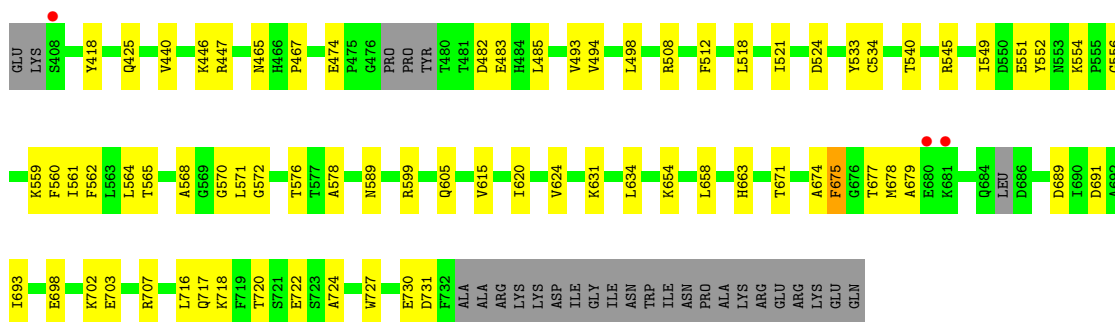 GLU LYS S408 Y418 Q425 V440 K446 R447 N465 H466 P467 E474 P475 G476 PRO PRO TYR T480 T481 D482 E483 H484 L485 V493 V494 L498 R508 F512 L518 I521 D524 Y533 C534 T540 R545 I549 D550 E551 Y552 N553 K554 P555 G556
K559 F560 I561 F562 L563 L564 T565 A568 G569 G570 L571 G572 T576 T577 A578 N589 R599 Q605 V615 I620 V624 K631 L634 K654 L658 H663 T671 A674 F675 G676 T677 M678 A679 E680 K681 Q684 LEU D686 D689 I690 D691 A692
I693 E698 K702 E703 R707 L716 Q717 K718 F719 T720 S721 E722 S723 A724 W727 E730 D731 F732 ALA ALA ARG LYS LYS ASP ILE GLY ILE ASN TRP ILE ASN PRO ALA LYS ARG GLU ARG LYS GLU GLN